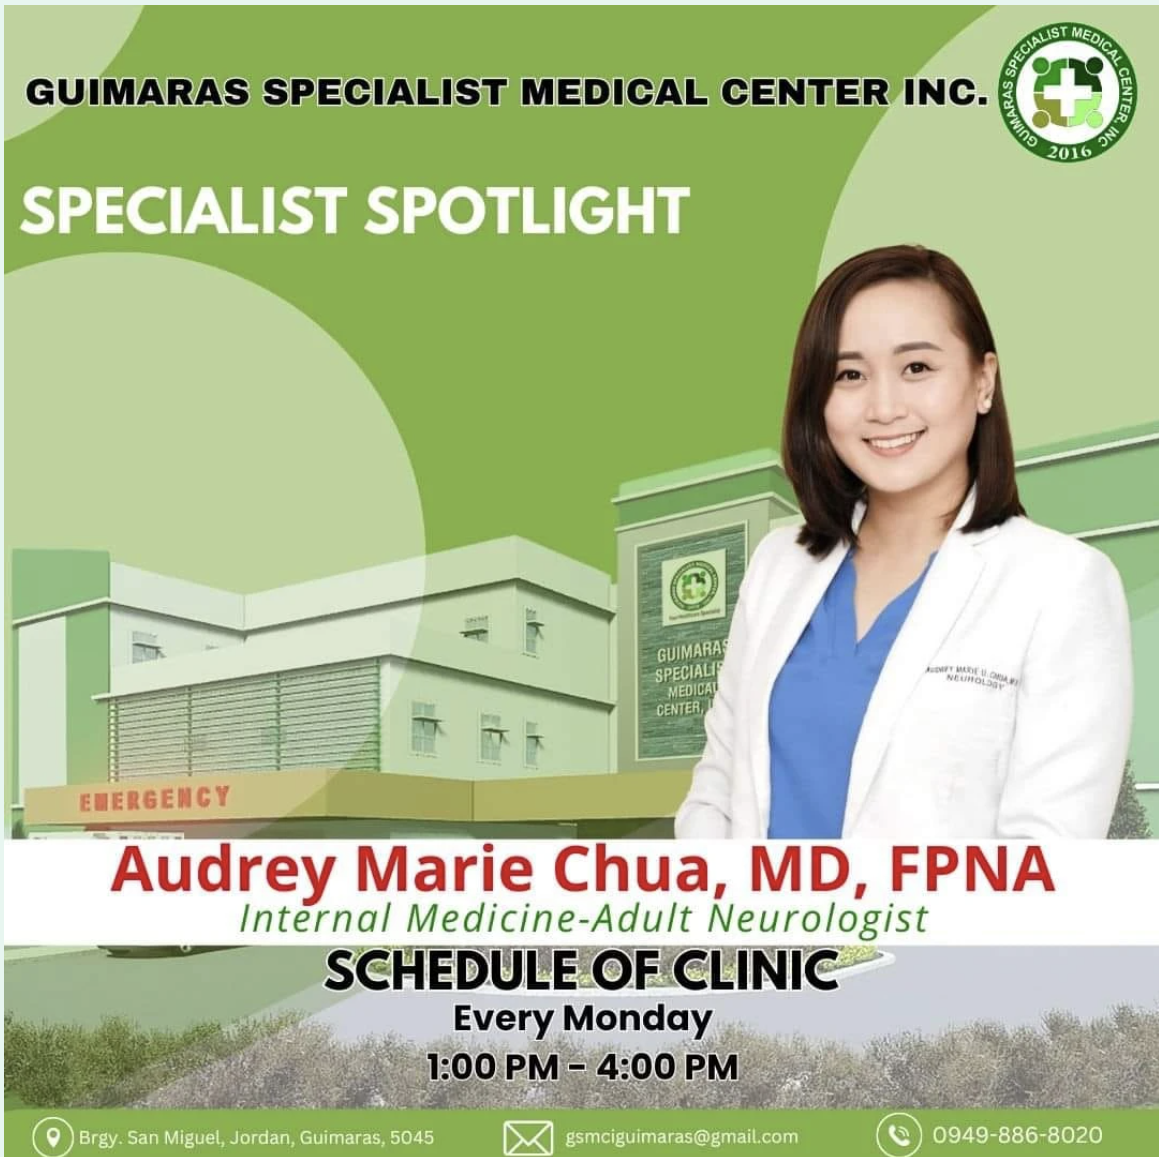 GUIMARAS SPECIALIST MEDICAL CENTER INC.
GUIMARAS SPECIALIST MEDICAL CENTER, INC
2016
SPECIALIST SPOTLIGHT
GUIMARAS
SPECIALI
MEDICAL
CENTER,
NEUROLOGY
EMERGENCY
Audrey Marie Chua, MD, FPNA
Internal Medicine-Adult Neurologist
SCHEDULE OF CLINIC
Every Monday
1:00 PM – 4:00 PM
Brgy. San Miguel, Jordan, Guimaras, 5045
gsmciguimaras@gmail.com
0949-886-8020